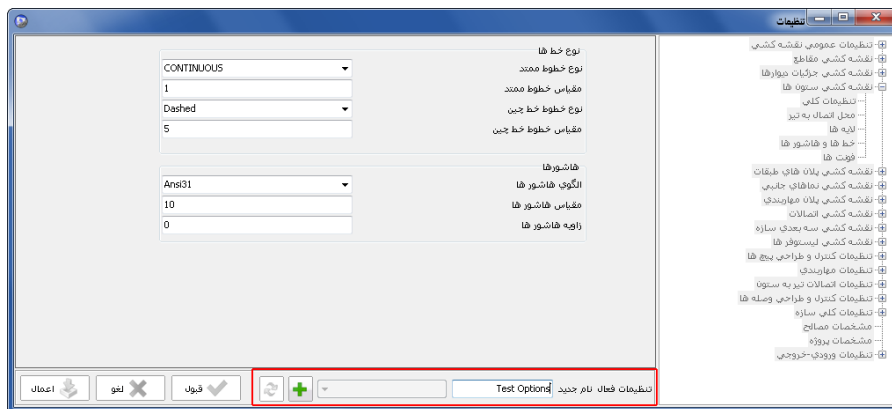 تنظیمات
تنظیمات عمومی نقشه کشی
نقشه کشی مقاطع
نقشه کشی جزئیات دیوارها
نقشه کشی ستون ها
تنظیمات کلی
محل اتصال به تیر
لایه ها
خط ها و هاشور ها
فونت ها
نقشه کشی پلان های طبقات
نقشه کشی نماهای جانبی
نقشه کشی پلان مهاربندی
نقشه کشی اتصالات
نقشه کشی سه بعدی سازه
نقشه کشی لیستوفر ها
تنظیمات کنترل و طراحی پیچ ها
تنظیمات مهاربندی
تنظیمات اتصالات تیر به ستون
تنظیمات کنترل و طراحی وصله ها
تنظیمات کلی سازه
مشخصات مصالح
مشخصات پروژه
تنظیمات ورودی-خروجی
نوع خط ها
نوع خطوط ممتد CONTINUOUS
مقیاس خطوط ممتد 1
نوع خطوط خط چین Dashed
مقیاس خطوط خط چین 5
هاشورها
الگوی هاشور ها Ansi31
مقیاس هاشور ها 10
زاویه هاشور ها 0
تنظیمات فعال نام جدید Test Options
قبول
لغو
اعمال